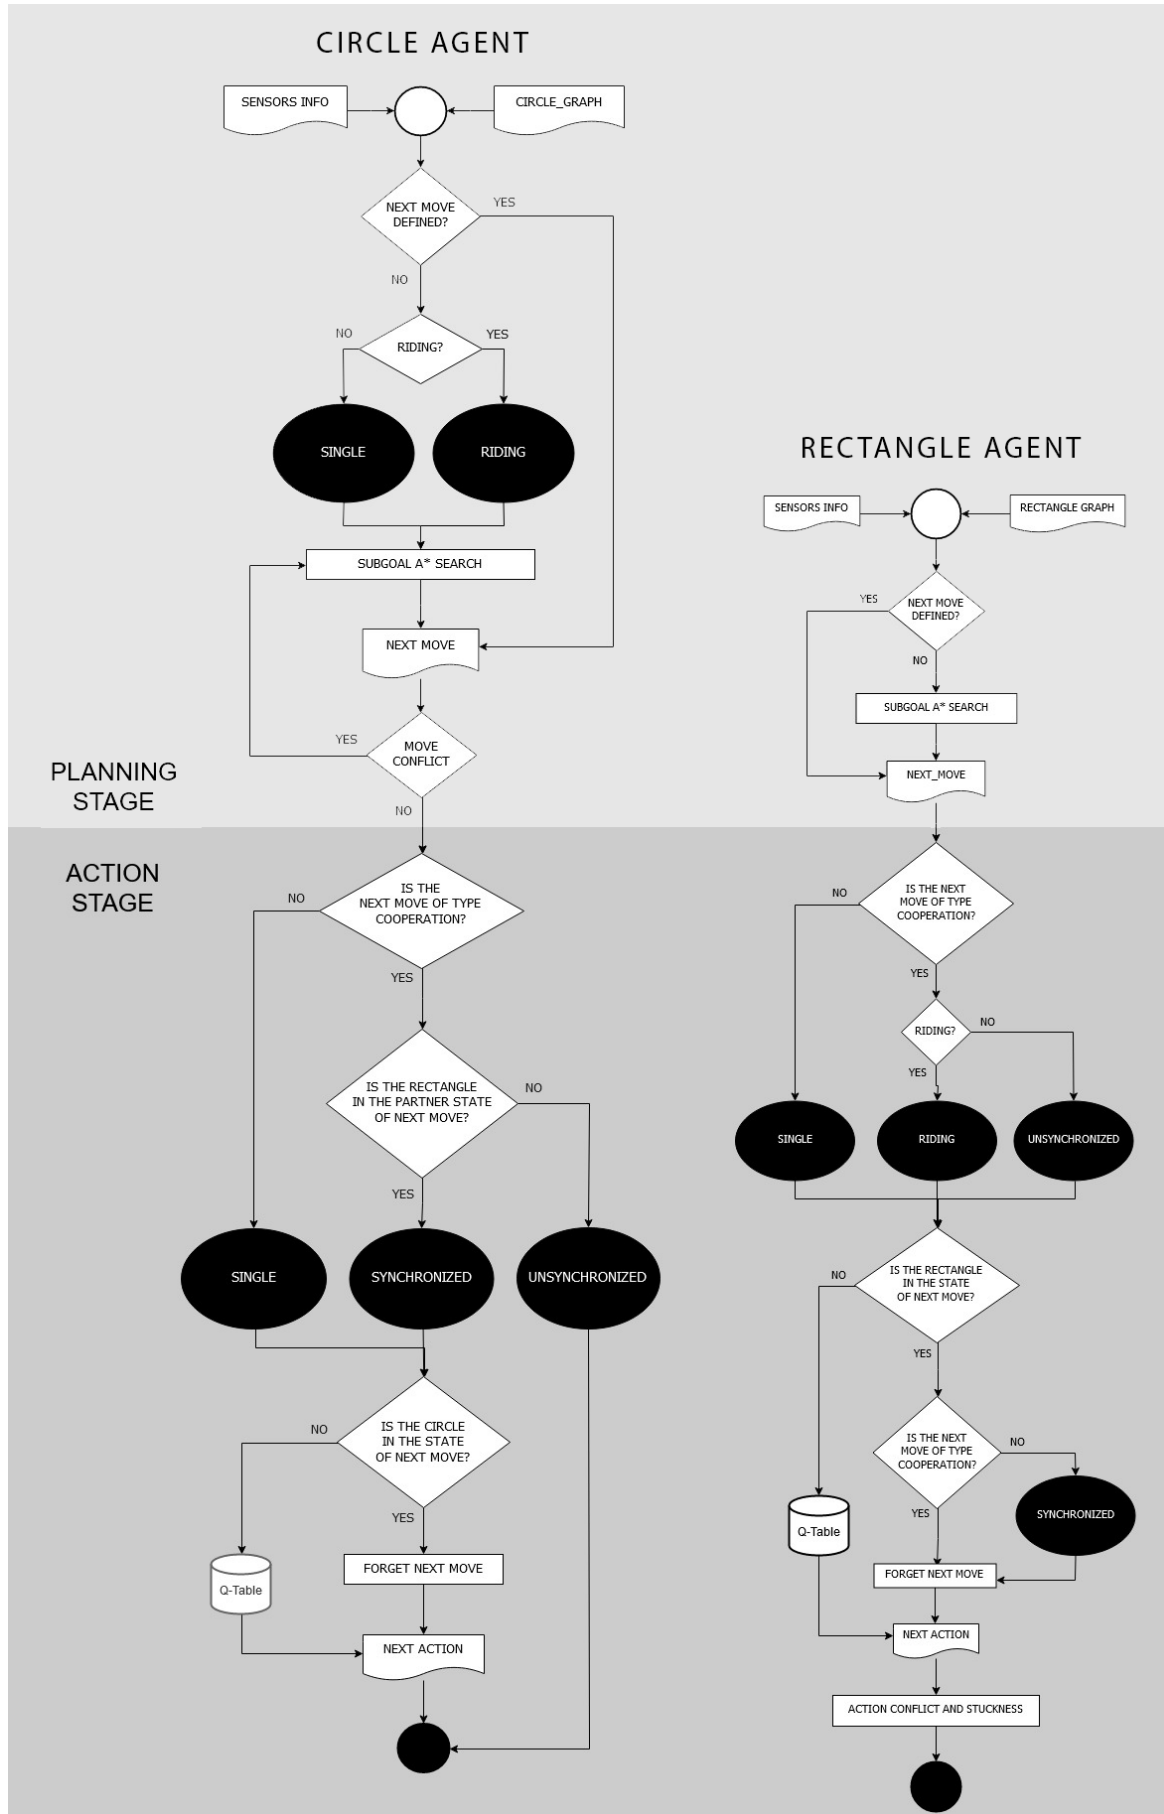 CIRCLE AGENT
SENSORS INFO
CIRCLE_GRAPH
NEXT MOVE
DEFINED?
YES
NO
NO
YES
RIDING?
SINGLE
RIDING
SUBGOAL A* SEARCH
NEXT MOVE
YES
MOVE
CONFLICT
NO
PLANNING
STAGE
RECTANGLE AGENT
SENSORS INFO
RECTANGLE GRAPH
YES
NEXT MOVE
DEFINED?
NO
SUBGOAL A* SEARCH
NEXT_MOVE
ACTION
STAGE
NO
IS THE
NEXT MOVE OF TYPE
COOPERATION?
YES
IS THE RECTANGLE
IN THE PARTNER STATE
OF NEXT MOVE?
NO
YES
SINGLE
SYNCHRONIZED
UNSYNCHRONIZED
NO
IS THE CIRCLE
IN THE STATE
OF NEXT MOVE?
YES
Q-Table
FORGET NEXT MOVE
NEXT ACTION
NO
IS THE NEXT
MOVE OF TYPE
COOPERATION?
YES
RIDING?
NO
YES
SINGLE
RIDING
UNSYNCHRONIZED
NO
IS THE RECTANGLE
IN THE STATE
OF NEXT MOVE?
YES
IS THE NEXT
MOVE OF TYPE
COOPERATION?
NO
YES
SYNCHRONIZED
Q-Table
FORGET NEXT MOVE
NEXT ACTION
ACTION CONFLICT AND STUCKNESS